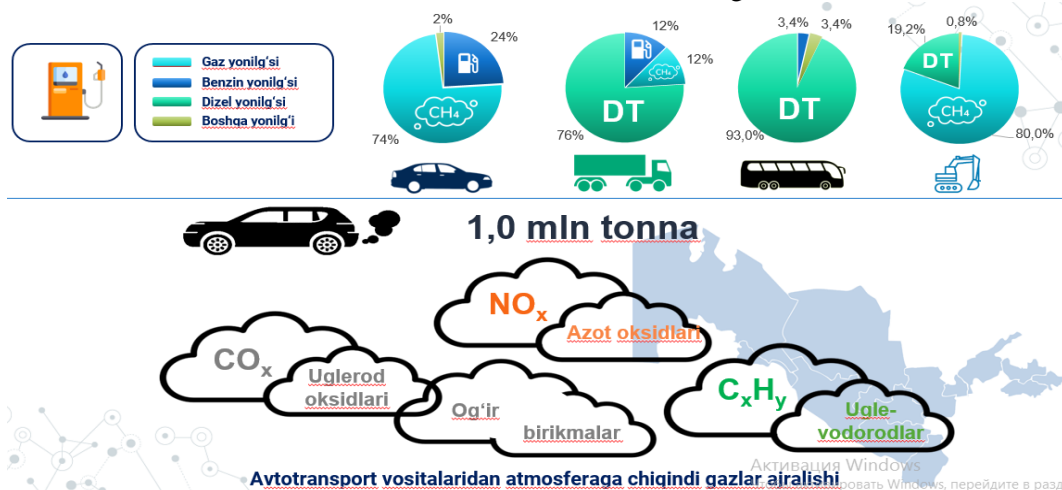 Gaz yonilg‘si
Benzin yonilg‘si
Dizel yonilg‘si
Boshqa yonilg‘i
2%
24%
CH₄
74%
12%
12%
CH₄
DT
76%
3,4%
3,4%
DT
93,0%
19,2%
0,8%
DT
CH₄
80,0%
1,0 mln tonna
NOx
Azot oksidlari
COx
Uglerod
oksidlari
Og‘ir
birikmalar
CxHy
Ugle-
vodorodlar
Активация Windows
Avtotransport vositalaridan atmosferaga chiqindi gazlar ajralishi
Windows, перейдите в разд